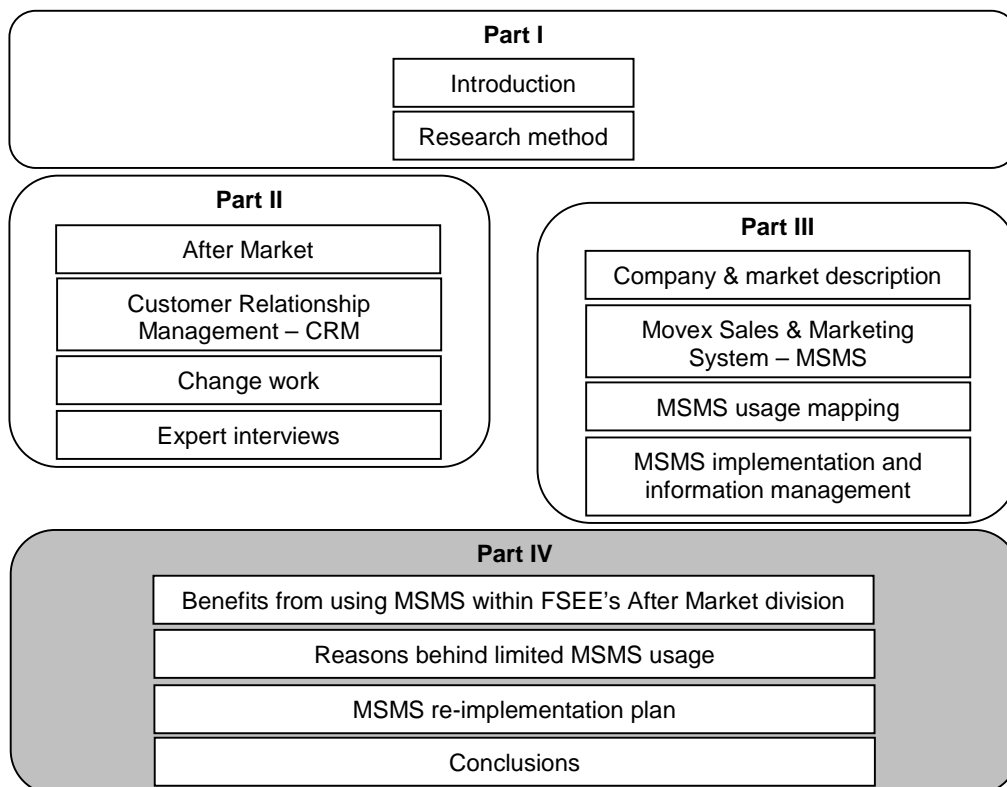 Part I
Introduction
Research method
Part II
After Market
Customer Relationship
Management – CRM
Change work
Expert interviews
Part III
Company & market description
Movex Sales & Marketing
System – MSMS
MSMS usage mapping
MSMS implementation and
information management
Part IV
Benefits from using MSMS within FSEE’s After Market division
Reasons behind limited MSMS usage
MSMS re-implementation plan
Conclusions